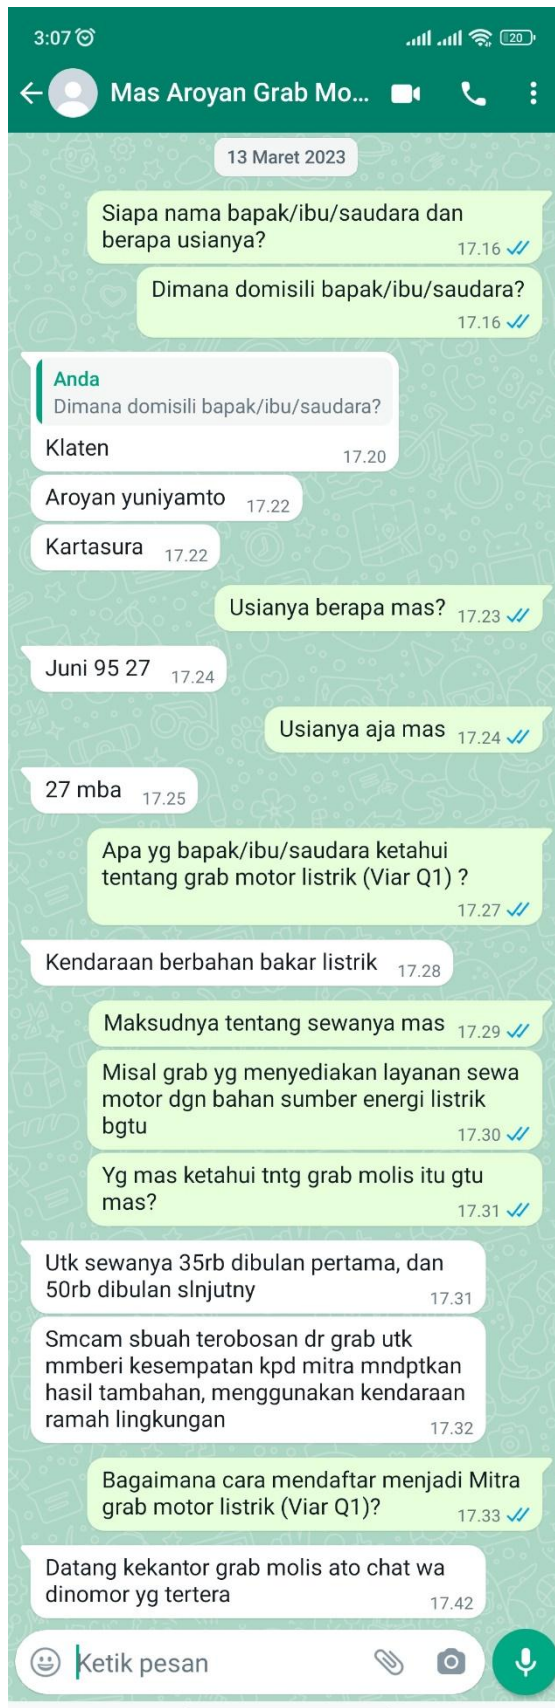 3:07
20
Mas Aroyan Grab Mo...
13 Maret 2023
Siapa nama bapak/ibu/saudara dan
berapa usianya?
17.16
Dimana domisili bapak/ibu/saudara?
17.16
Anda
Dimana domisili bapak/ibu/saudara?
Klaten 17.20
Aroyan yuniyamto 17.22
Kartasura 17.22
Usianya berapa mas? 17.23
Juni 95 27 17.24
Usianya aja mas 17.24
27 mba 17.25
Apa yg bapak/ibu/saudara ketahui
tentang grab motor listrik (Viar Q1) ?
17.27
Kendaraan berbahan bakar listrik 17.28
Maksudnya tentang sewanya mas 17.29
Misal grab yg menyediakan layanan sewa
motor dgn bahan sumber energi listrik
bgtu 17.30
Yg mas ketahui tntg grab molis itu gtu
mas? 17.31
Utk sewanya 35rb dibulan pertama, dan
50rb dibulan slnjutny 17.31
Smcam sbuah terobosan dr grab utk
mmberi kesempatan kpd mitra mndptkan
hasil tambahan, menggunakan kendaraan
ramah lingkungan 17.32
Bagaimana cara mendaftar menjadi Mitra
grab motor listrik (Viar Q1)? 17.33
Datang kekantor grab molis ato chat wa
dinomor yg tertera 17.42
Ketik pesan